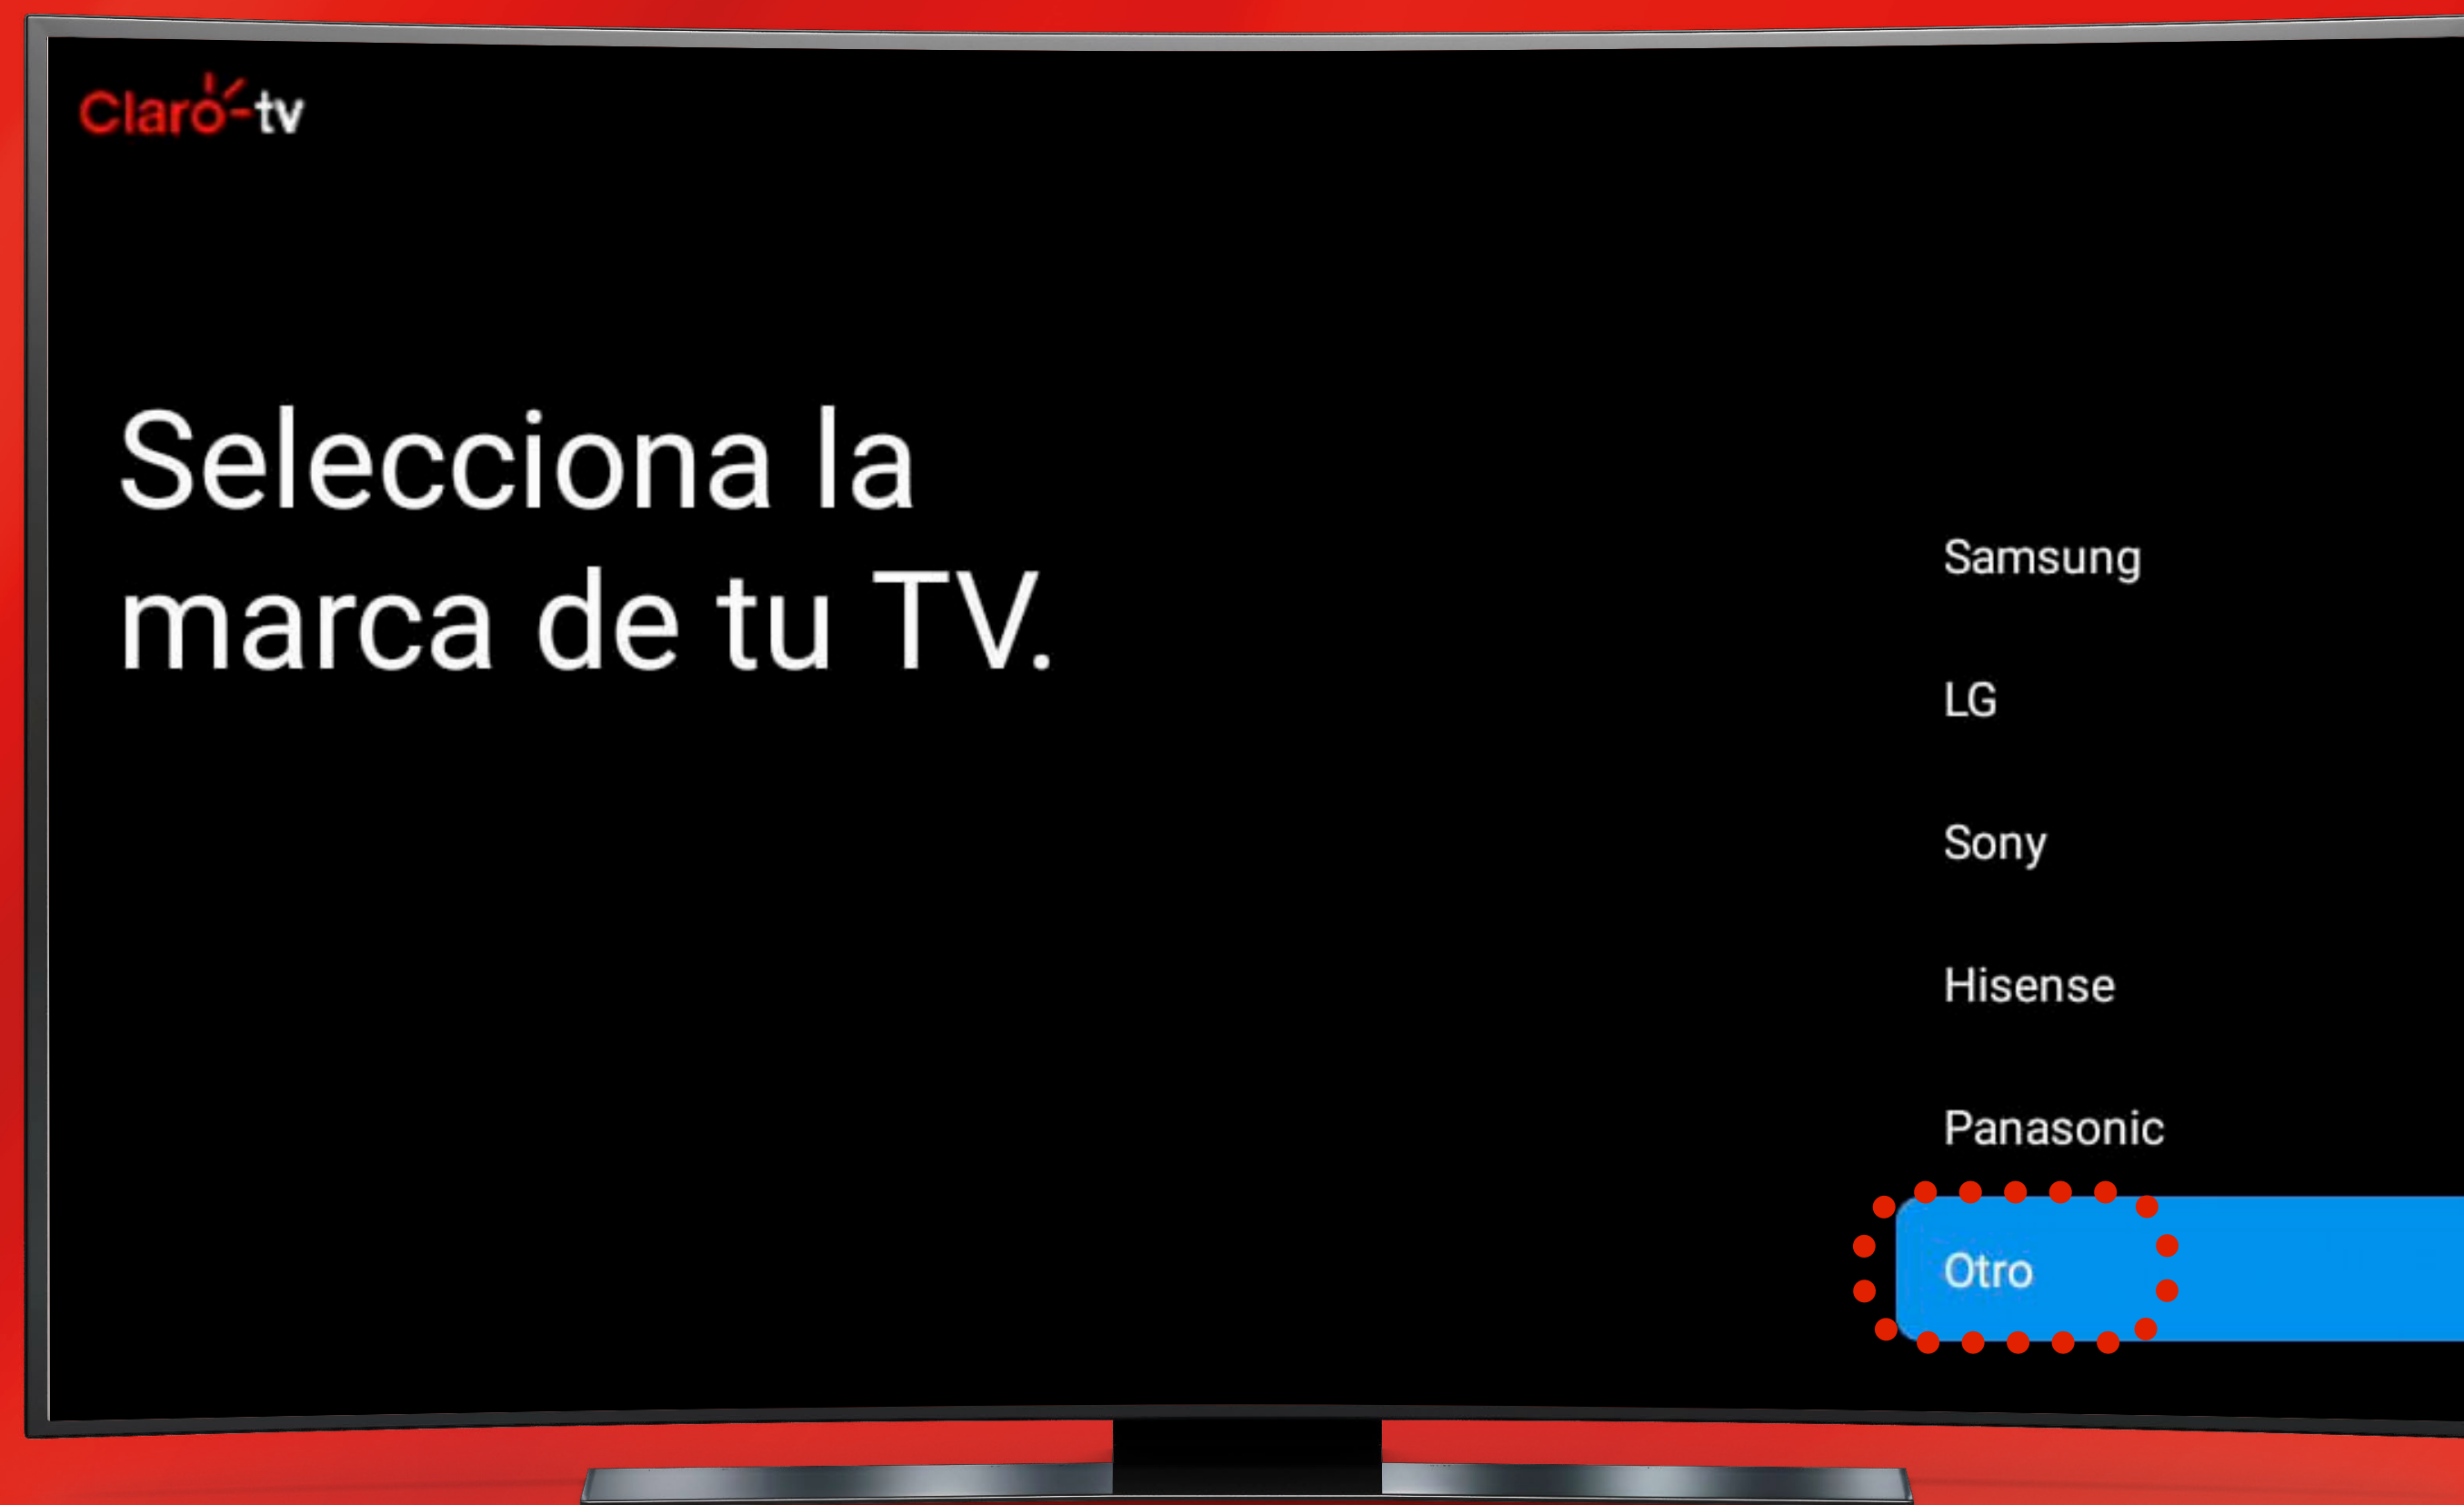 Claro-tv
Selecciona la
marca de tu TV.
Samsung
LG
Sony
Hisense
Panasonic
Otro